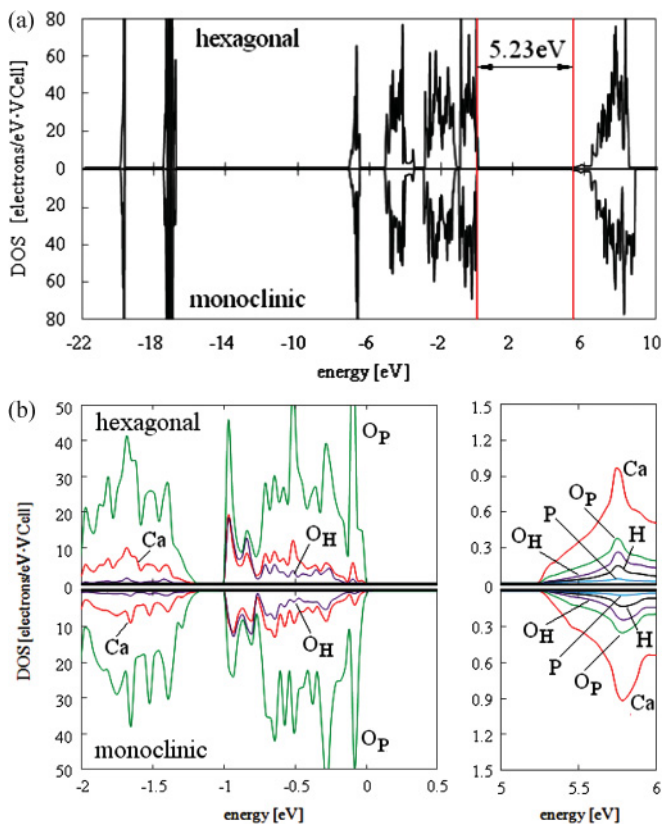 (a)
DOS [electrons/eV·VCell]
80
60
40
20
0
20
40
60
80
hexagonal
5.23eV
monoclinic
-22 -18 -14 -10 -6 -2 2 6 10
energy [eV]
(b)
DOS[electrons/eV·VCell]
50
40
30
20
10
0
10
20
30
40
50
hexagonal
OP
Ca
OH
Ca
OH
OP
monoclinic
-2 -1.5 -1 -0.5 0 0.5
energy [eV]
1.5
1.2
0.9
0.6
0.3
0
0.3
0.6
0.9
1.2
1.5
Ca
OP
P
H
OH
OH
P
H
OP
Ca
5 5.5 6
energy [eV]